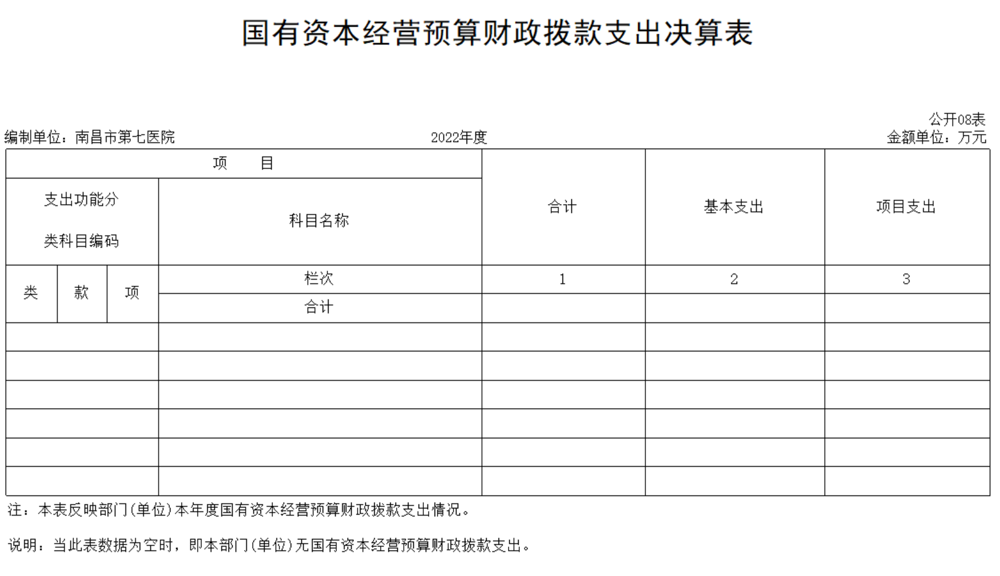 国有资本经营预算财政拨款支出决算表
公开08表
编制单位：南昌市第七医院 2022年度 金额单位：万元
项 目
合计 基本支出 项目支出
支出功能分
类科目编码
科目名称
类 款 项
栏次 1 2 3
合计
注：本表反映部门(单位)本年度国有资本经营预算财政拨款支出情况。
说明：当此表数据为空时，即本部门(单位)无国有资本经营预算财政拨款支出。